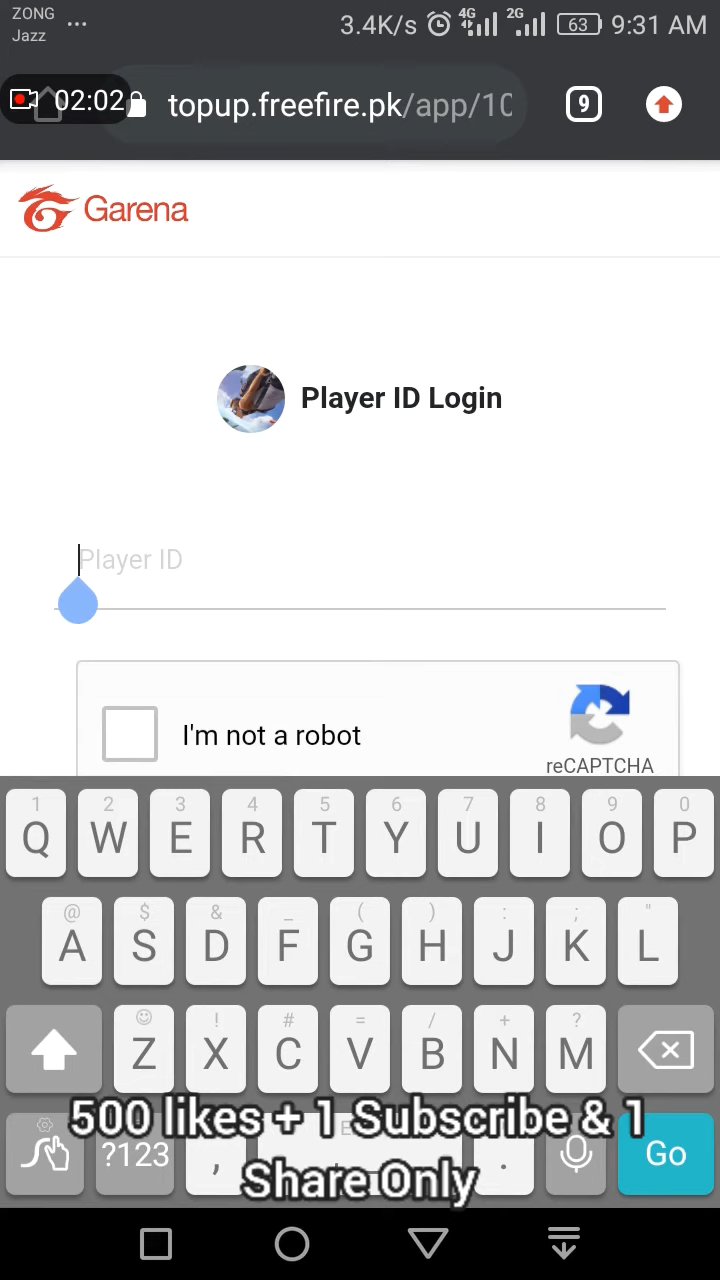 ZONG
Jazz
...
3.4K/s 4G 2G 63 9:31 AM
02:02 topup.freefire.pk/app/10 9
Garena
Player ID Login
Player ID
I'm not a robot
reCAPTCHA
1 2 3 4 5 6 7 8 9 0
Q W E R T Y U I O P
@ $ & _ ( ) : ; "
A S D F G H J K L
! # = / + ?
Z X C V B N M
500 likes + 1 Subscribe & 1
?123 , . Go
Share Only